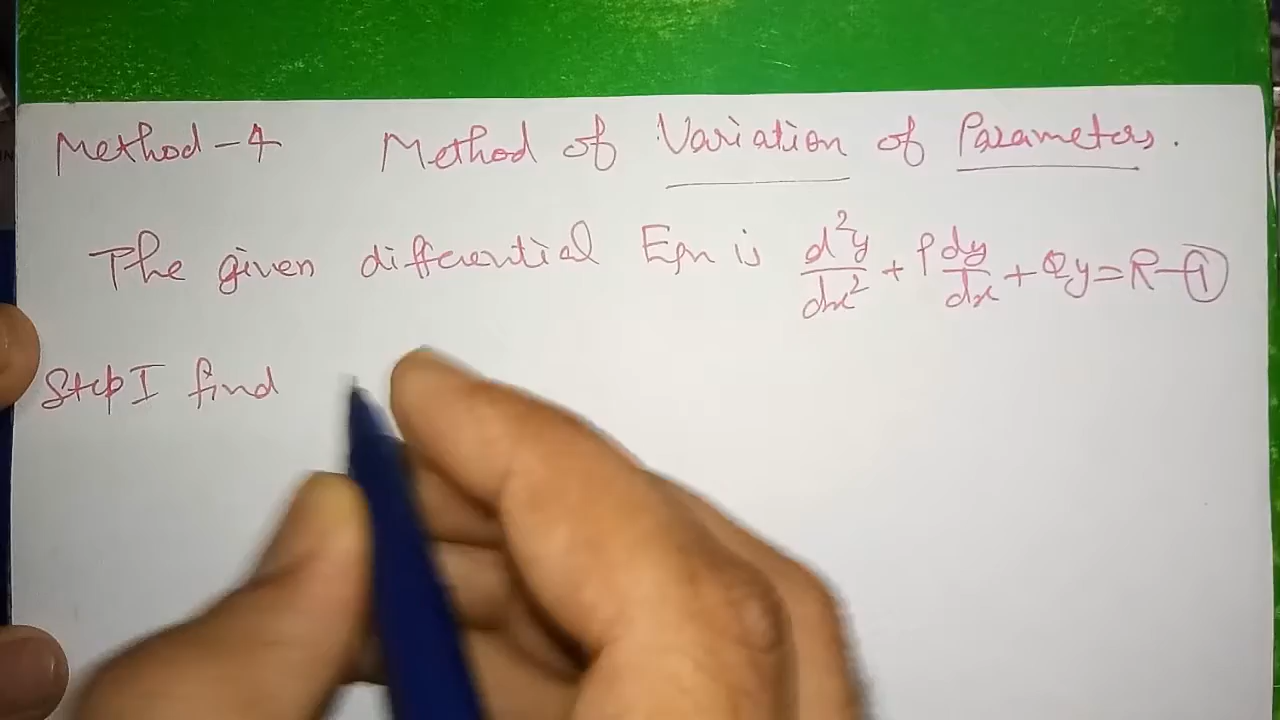 Method-4 Method of Variation of Parameters.
The given differential Eqn is d²y/dx² + P dy/dx + Qy = R —①
Step I find